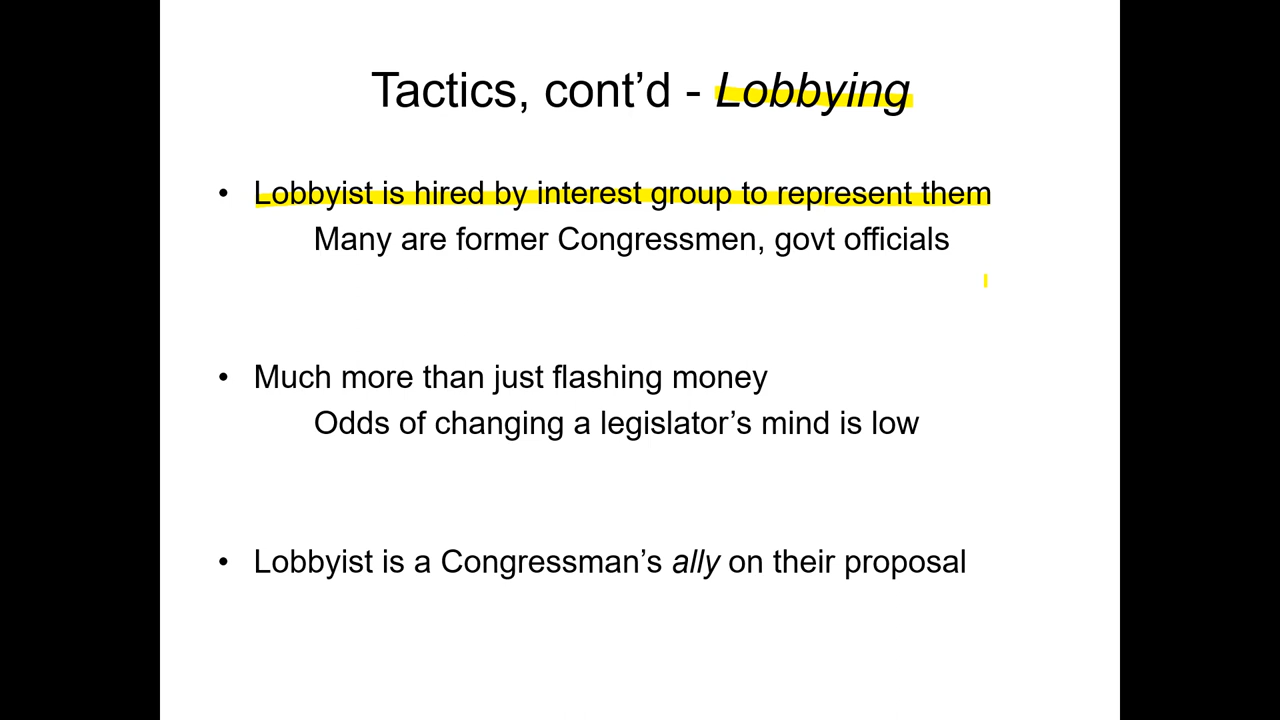 Tactics, cont’d - Lobbying
• Lobbyist is hired by interest group to represent them
Many are former Congressmen, govt officials
• Much more than just flashing money
Odds of changing a legislator’s mind is low
• Lobbyist is a Congressman’s ally on their proposal